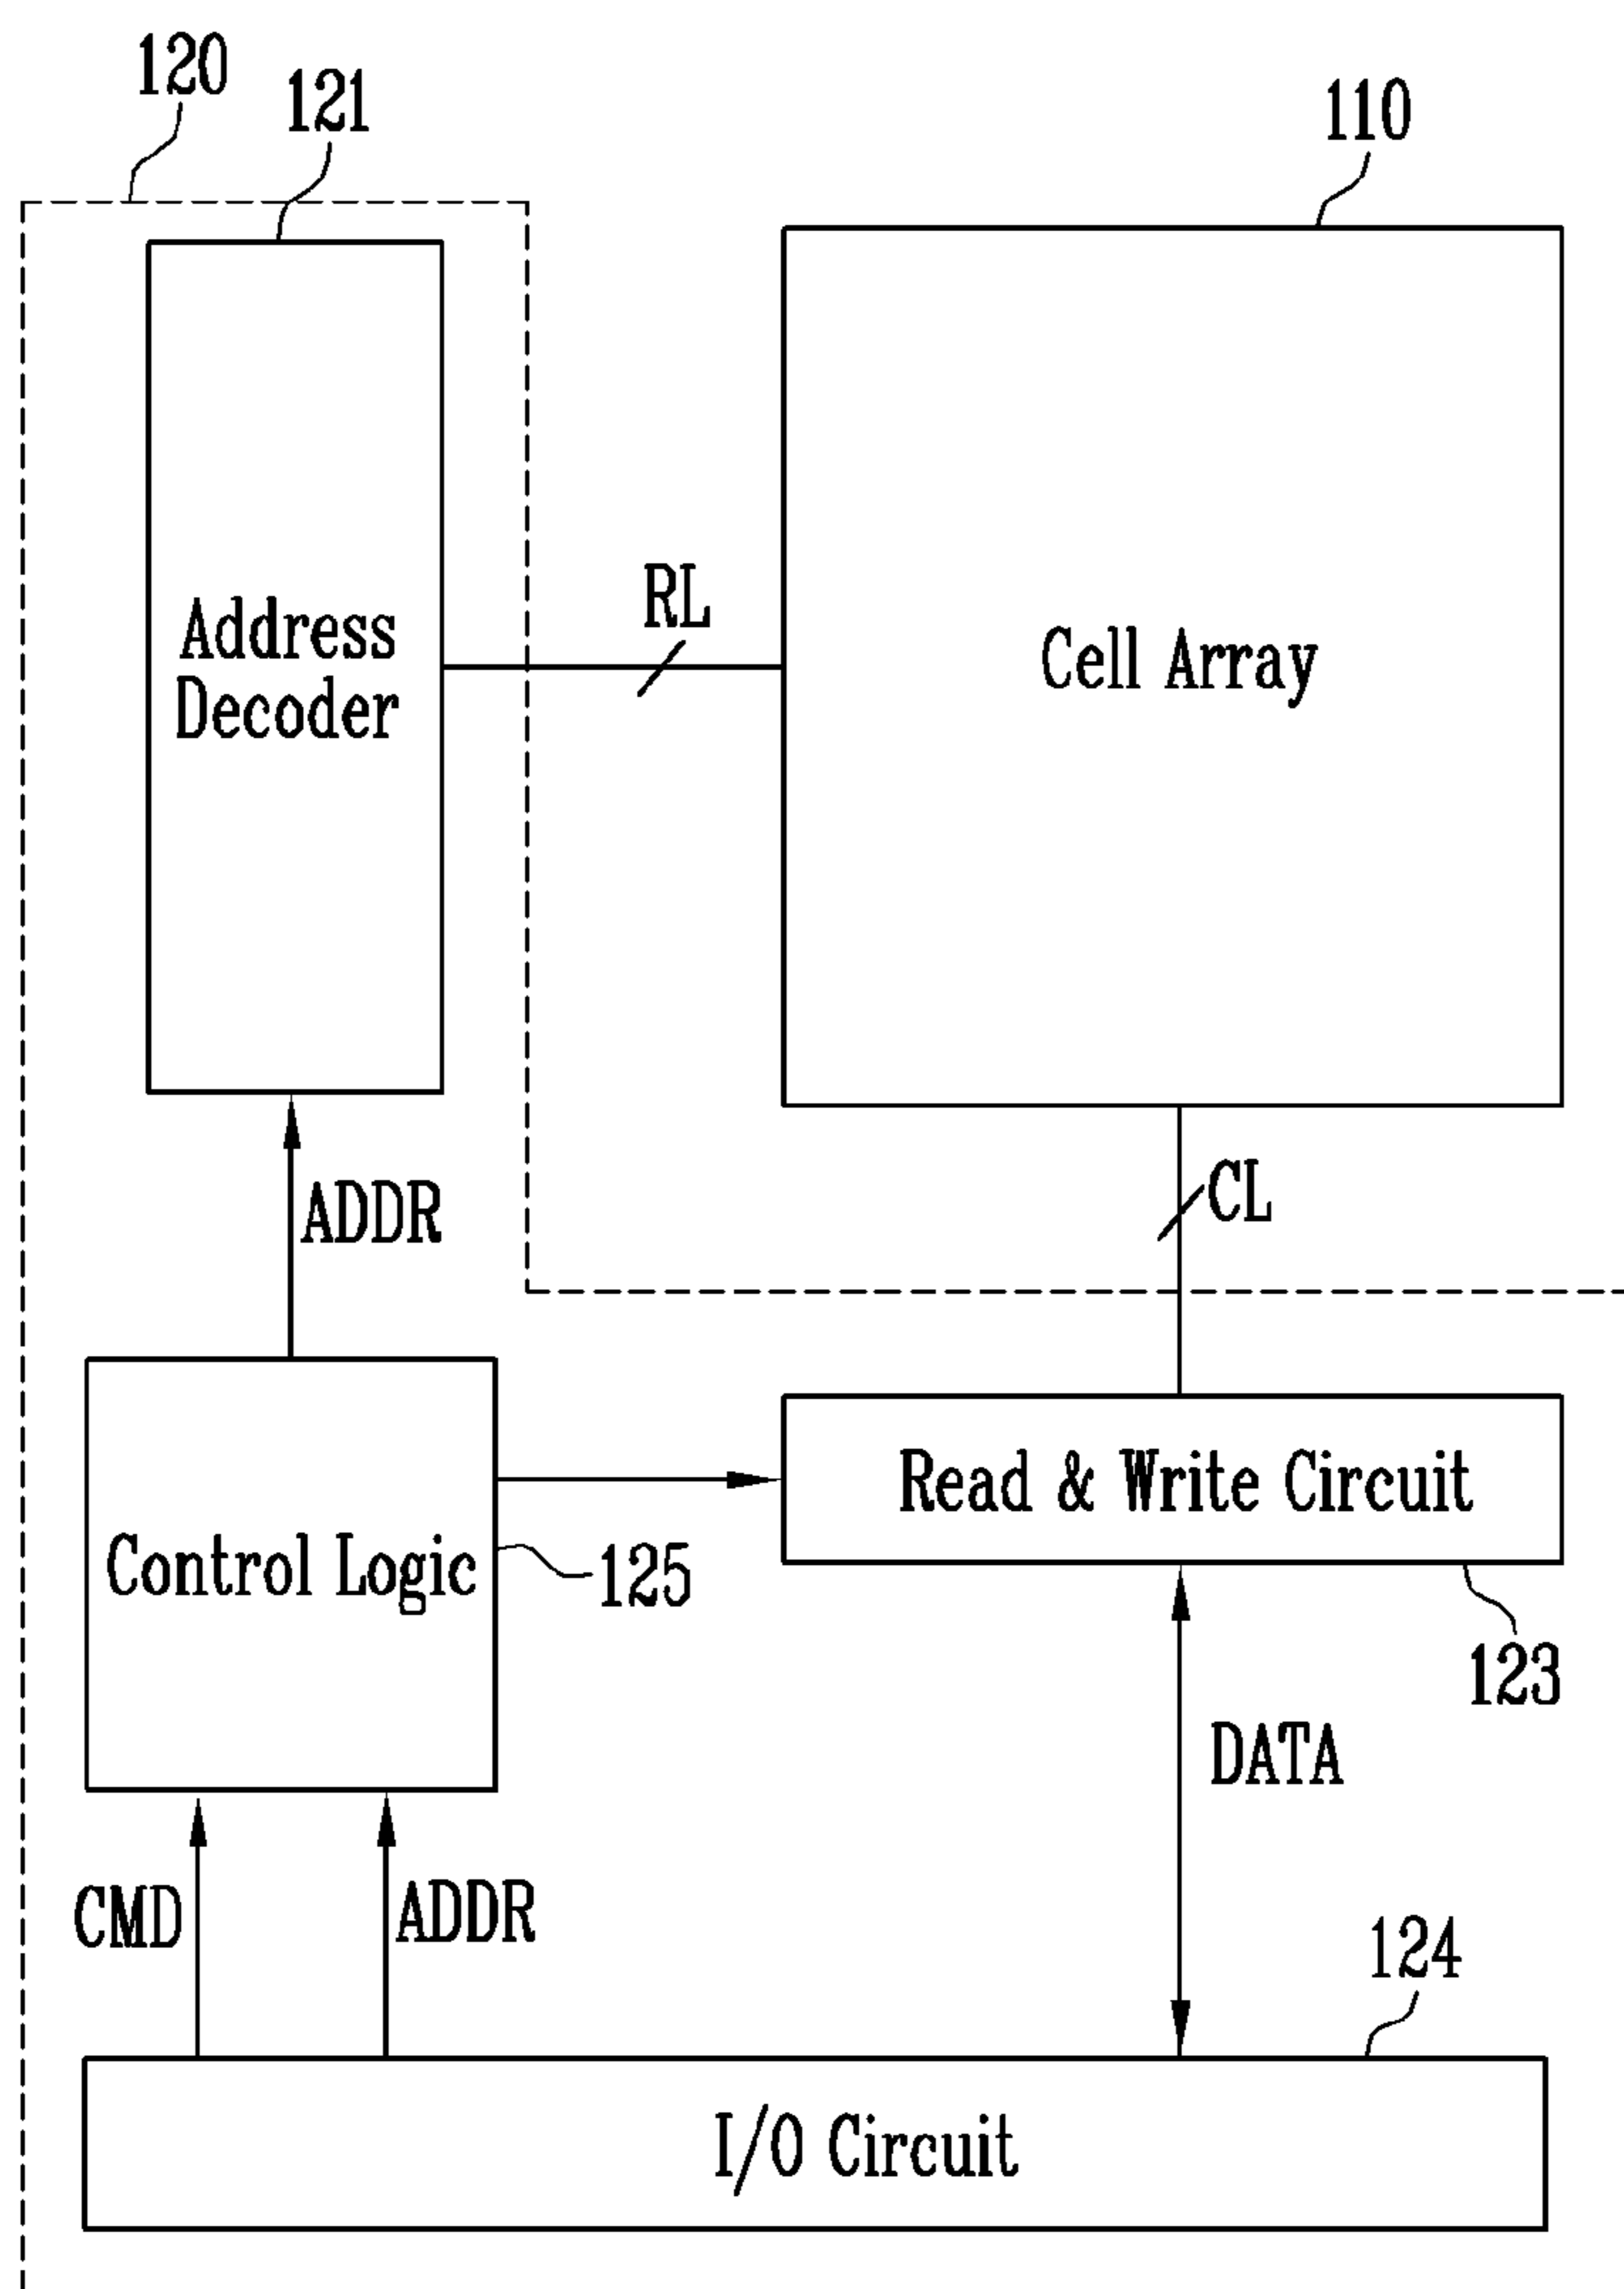 120
121
110
RL
Address
Decoder
Cell Array
CL
ADDR
Read & Write Circuit
Control Logic
125
123
DATA
CMD
ADDR
124
I/O Circuit